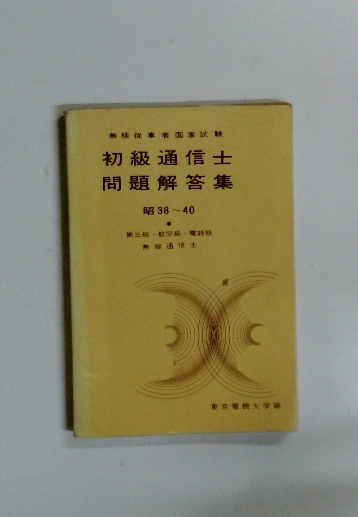 無線従事者国家試験
初級通信士
問題解答集
昭38～40
第三級・航空級・電話級
無線通信士
東京電機大学編